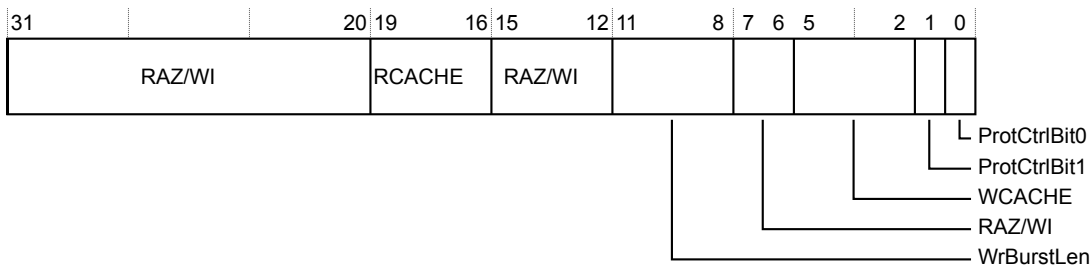 31 20 19 16 15 12 11 8 7 6 5 2 1 0
RAZ/WI RCACHE RAZ/WI
ProtCtrlBit0
ProtCtrlBit1
WCACHE
RAZ/WI
WrBurstLen